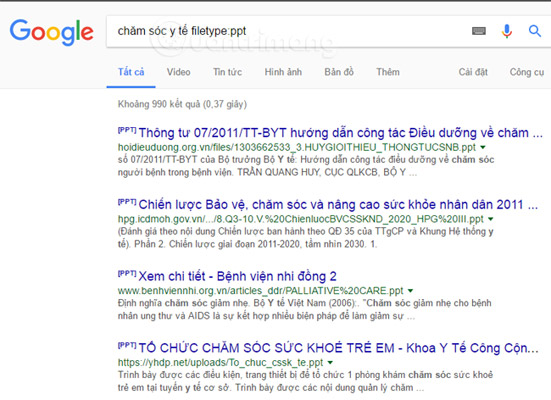 Google
chăm sóc y tế filetype:ppt
Quantrimang
Tất cả Video Tin tức Hình ảnh Bản đồ Thêm Cài đặt Công cụ
Khoảng 990 kết quả (0,37 giây)
[PPT] Thông tư 07/2011/TT-BYT hướng dẫn công tác Điều dưỡng về chăm ...
hoidieuduong.org.vn/files/1303662533_3.HUYGIOITHIEU_THONGTUCSNB.ppt
số 07/2011/TT-BYT của Bộ trưởng Bộ Y tế: Hướng dẫn công tác điều dưỡng về chăm sóc
người bệnh trong bệnh viện. TRẦN QUANG HUY, CỤC QLKCB, BỘ Y ...
[PPT] Chiến lược Bảo vệ, chăm sóc và nâng cao sức khỏe nhân dân 2011 ...
hpg.icdmoh.gov.vn/.../8.Q3-10.V.%20ChienlucBVCSSKND_2020_HPG%20III.ppt
(Đánh giá theo nội dung Chiến lược ban hành theo QĐ 35 của TTgCP và Khung Hệ thống y
tế). Phần 2. Chiến lược giai đoạn 2011-2020, tầm nhìn 2030. 1.
[PPT] Xem chi tiết - Bệnh viện nhi đồng 2
www.benhviennhi.org.vn/articles_ddr/PALLIATIVE%20CARE.ppt
Định nghĩa chăm sóc giảm nhẹ. Bộ Y tế Việt Nam (2006):. "Chăm sóc giảm nhẹ cho bệnh
nhân ung thư và AIDS là sự kết hợp nhiều biện pháp để làm giảm sự ...
[PPT] TỔ CHỨC CHĂM SÓC SỨC KHOẺ TRẺ EM - Khoa Y Tế Công Cộn...
https://yhdp.net/uploads/To_chuc_cssk_te.ppt
Trình bày được các điều kiện, trang thiết bị để tổ chức 1 phòng khám chăm sóc sức khoẻ
trẻ em tại tuyến y tế cơ sở. Trình bày được các nội dung quản lý chăm ...